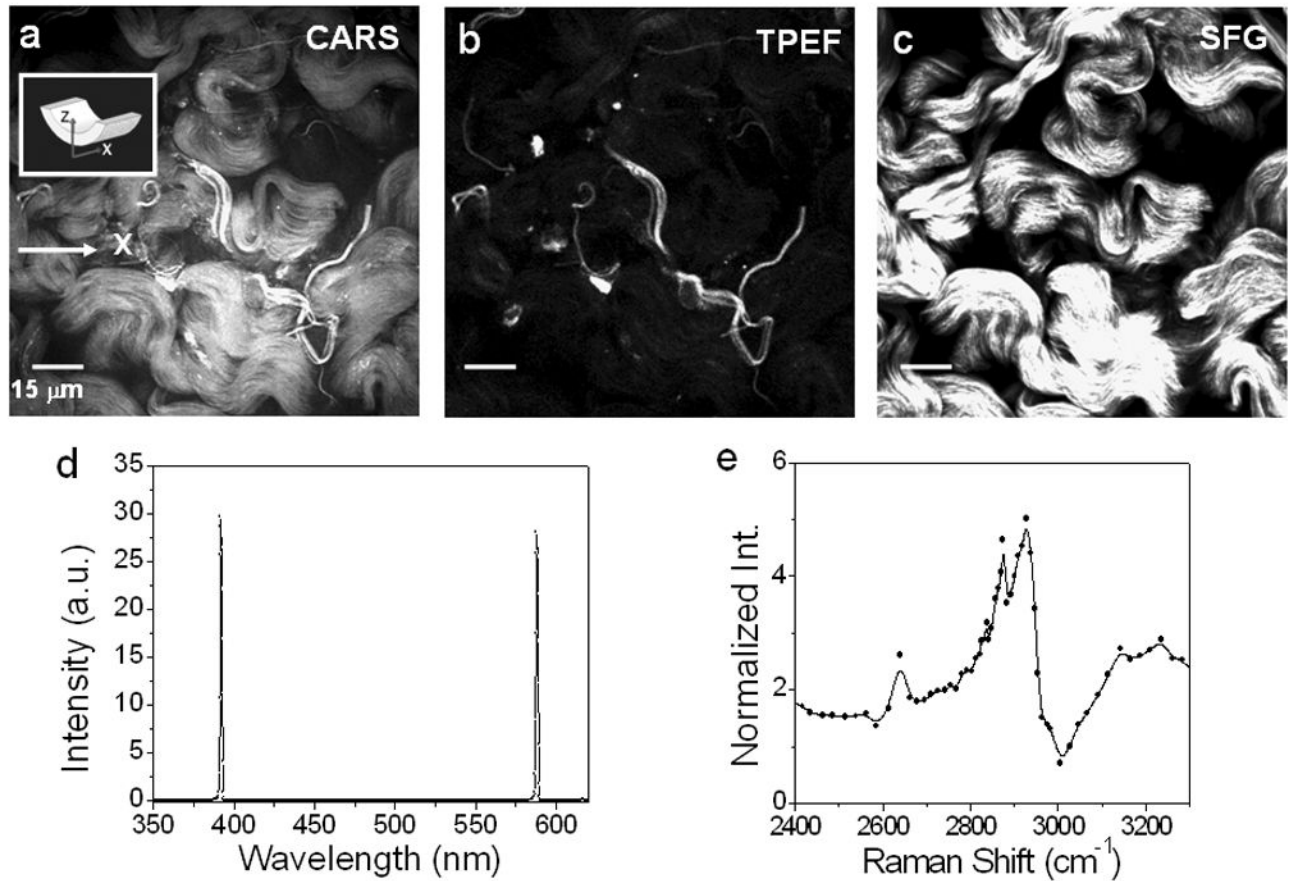 a CARS
Z
X
X
15 μm
b TPEF
c SFG
d
35
30
25
20
15
10
5
0
Intensity (a.u.)
350 400 450 500 550 600
Wavelength (nm)
e
6
4
2
0
Normalized Int.
2400 2600 2800 3000 3200
Raman Shift (cm⁻¹)